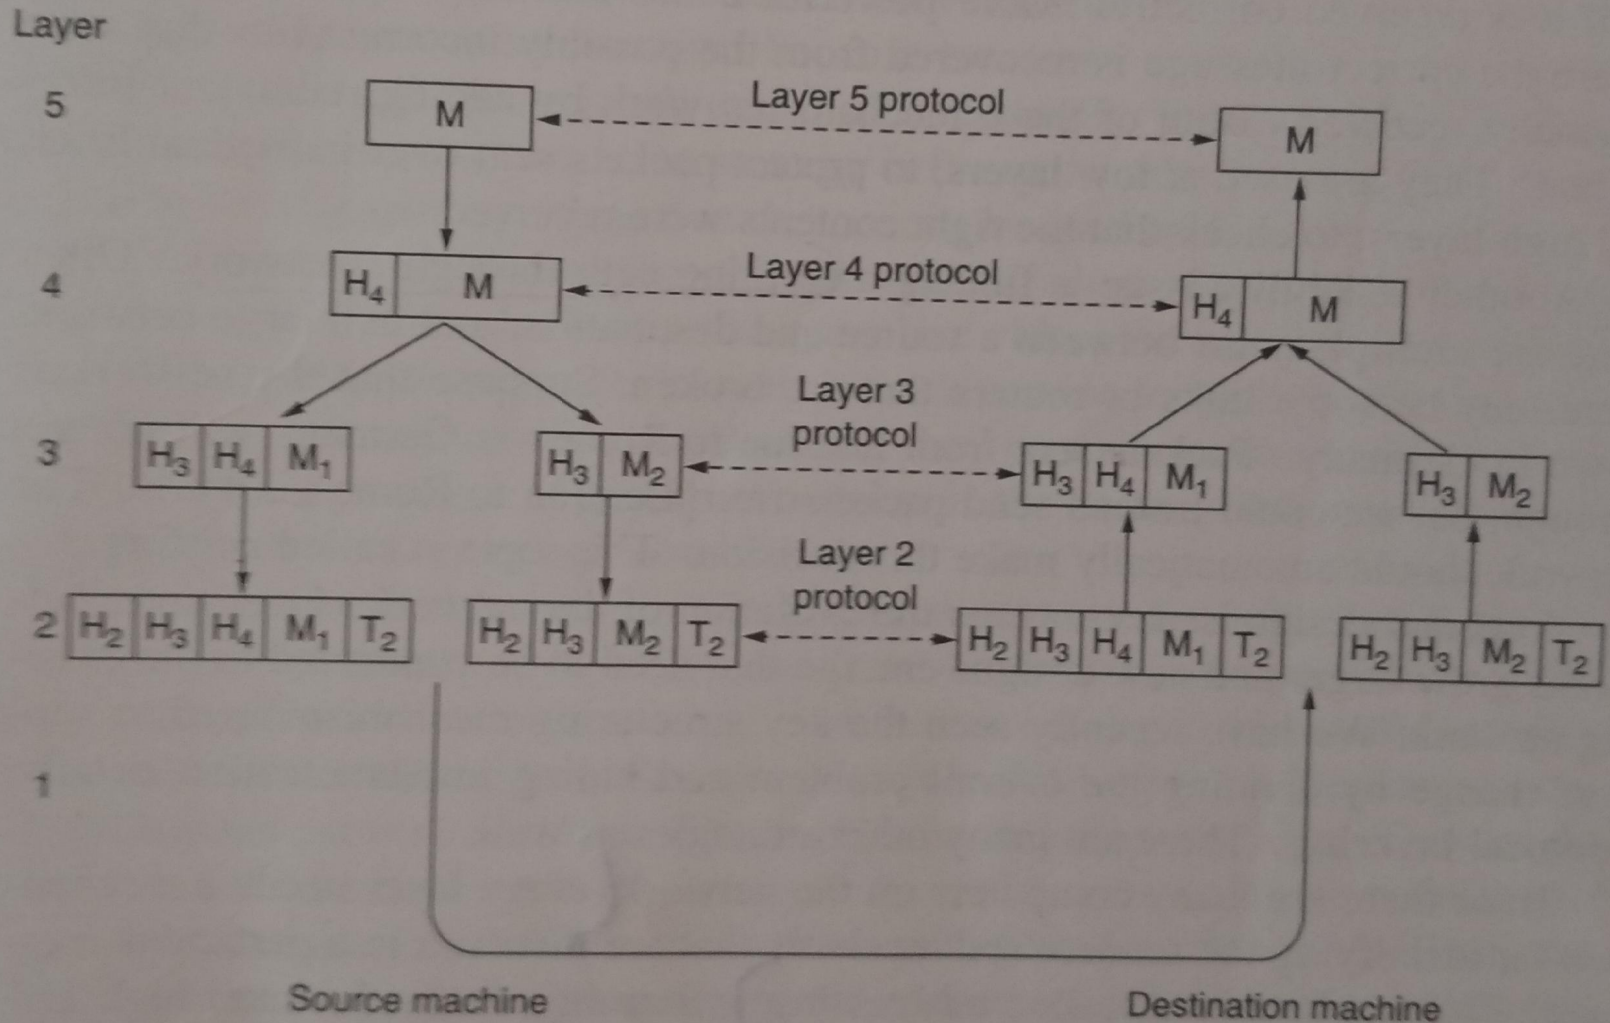 Layer
5 M Layer 5 protocol M
4 H₄ M Layer 4 protocol H₄ M
Layer 3
protocol
3 H₃ H₄ M₁ H₃ M₂ H₃ H₄ M₁ H₃ M₂
Layer 2
protocol
2 H₂ H₃ H₄ M₁ T₂ H₂ H₃ M₂ T₂ H₂ H₃ H₄ M₁ T₂ H₂ H₃ M₂ T₂
1
Source machine Destination machine